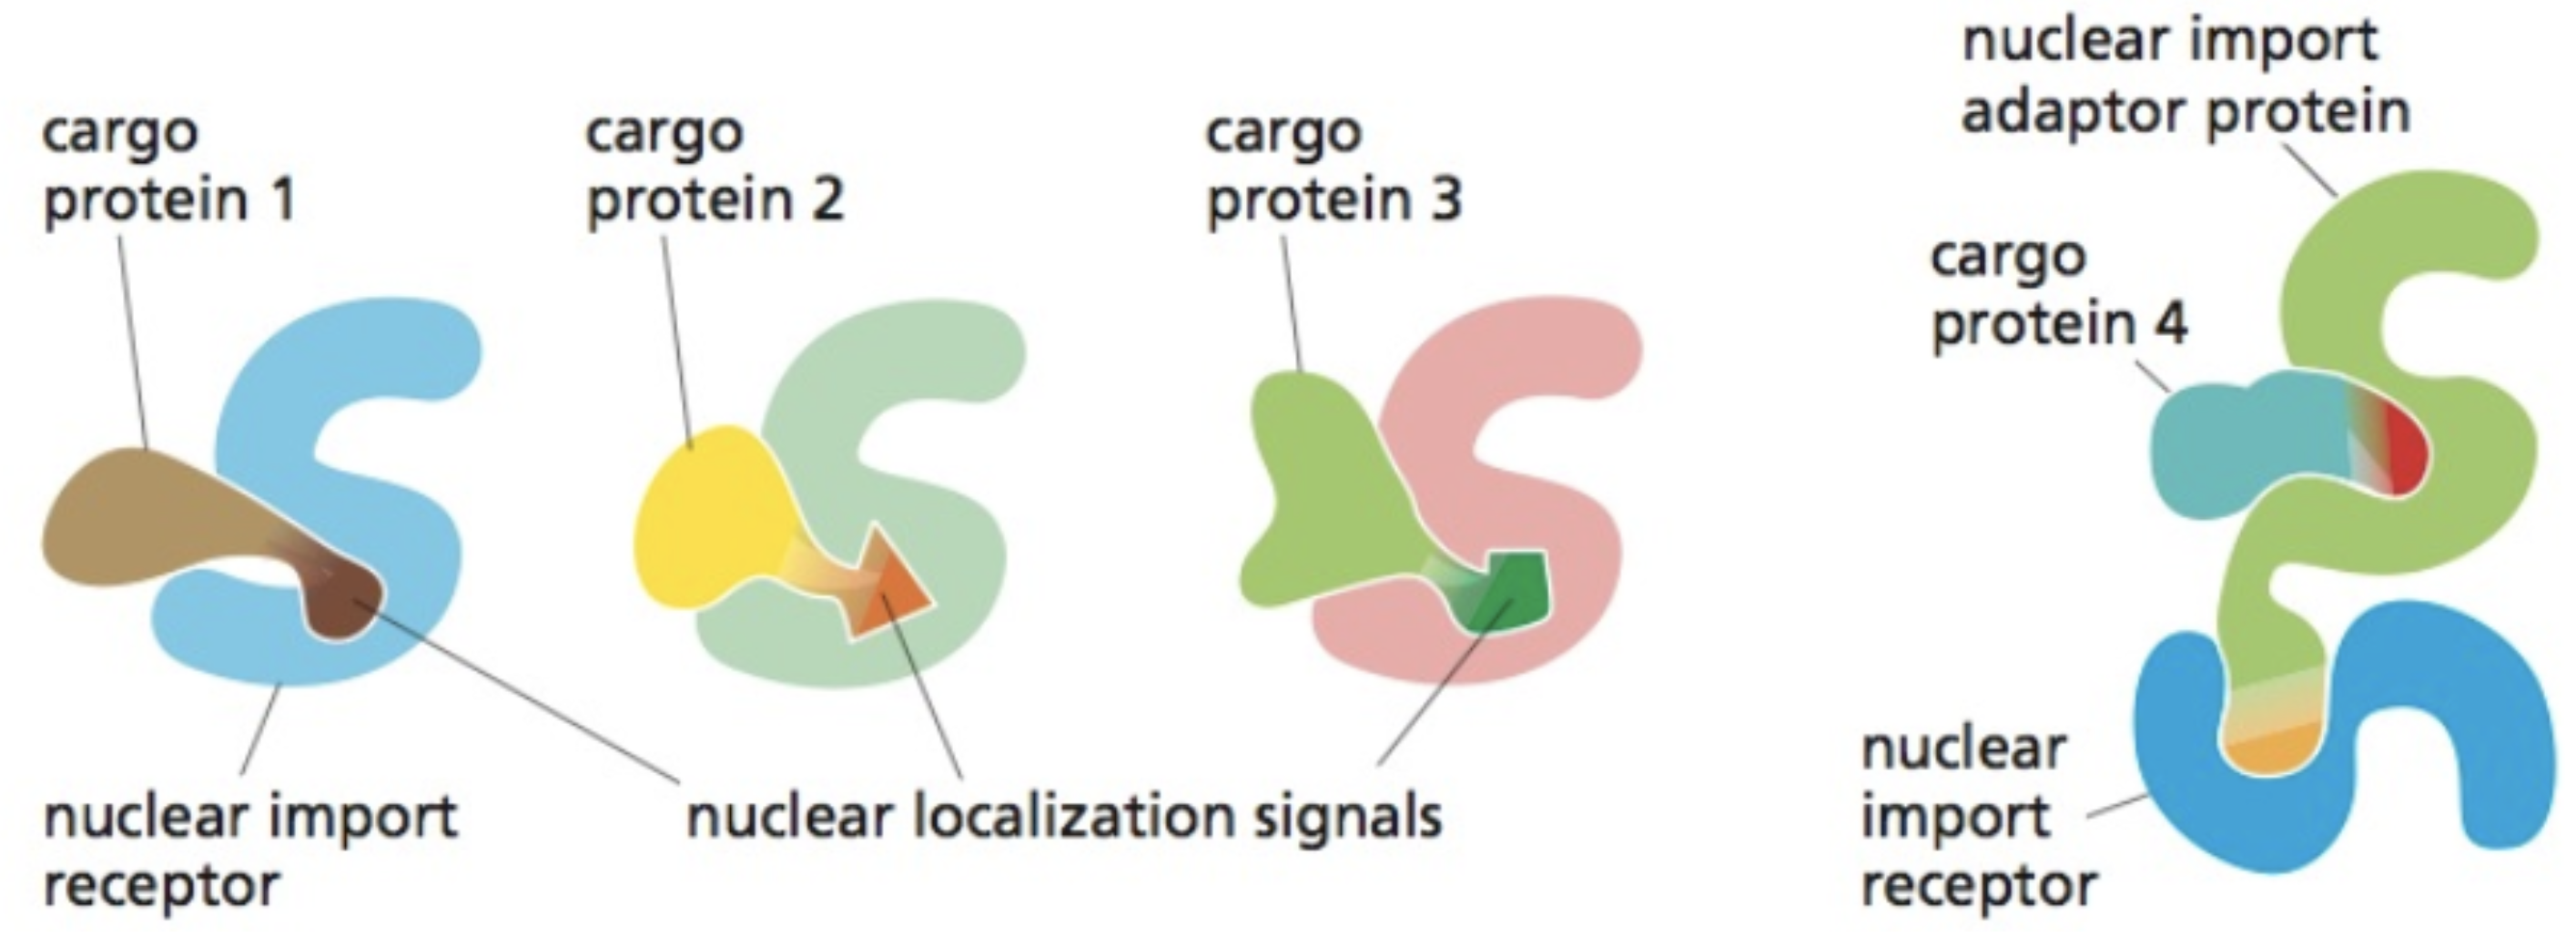 cargo
protein 1
cargo
protein 2
cargo
protein 3
nuclear import
adaptor protein
cargo
protein 4
nuclear import
receptor
nuclear localization signals
nuclear
import
receptor